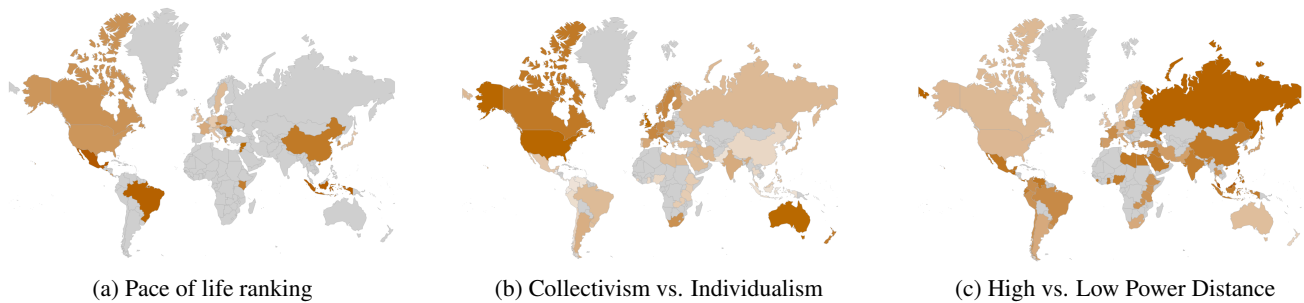 (a) Pace of life ranking
(b) Collectivism vs. Individualism
(c) High vs. Low Power Distance